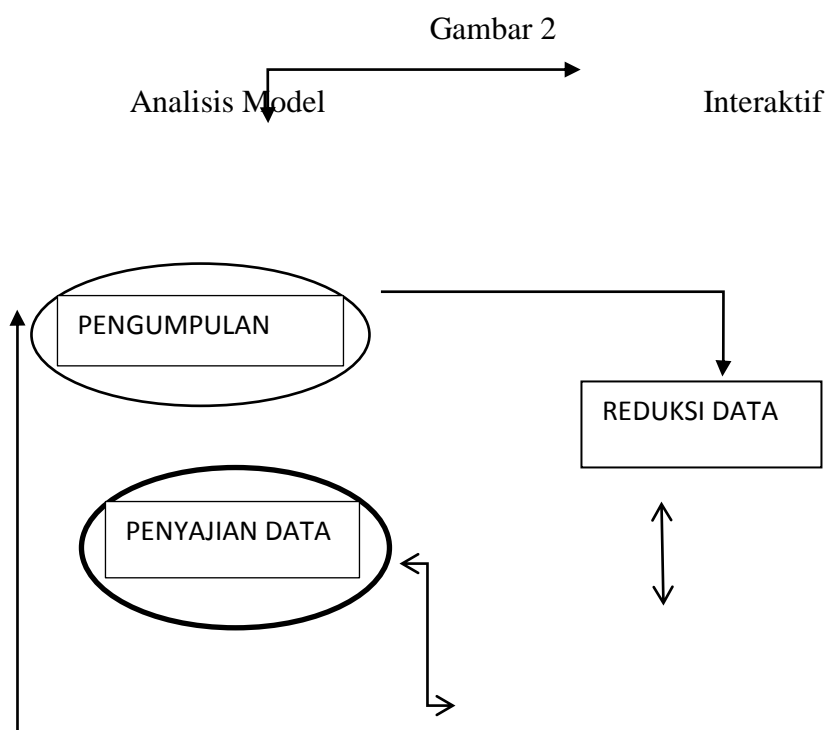 Gambar 2
Analisis Model Interaktif
PENGUMPULAN
REDUKSI DATA
PENYAJIAN DATA